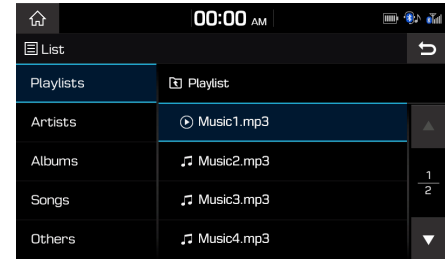 00:00 AM
List
Playlists
Playlist
Artists
Music1.mp3
Albums
Music2.mp3
1
2
Songs
Music3.mp3
Others
Music4.mp3